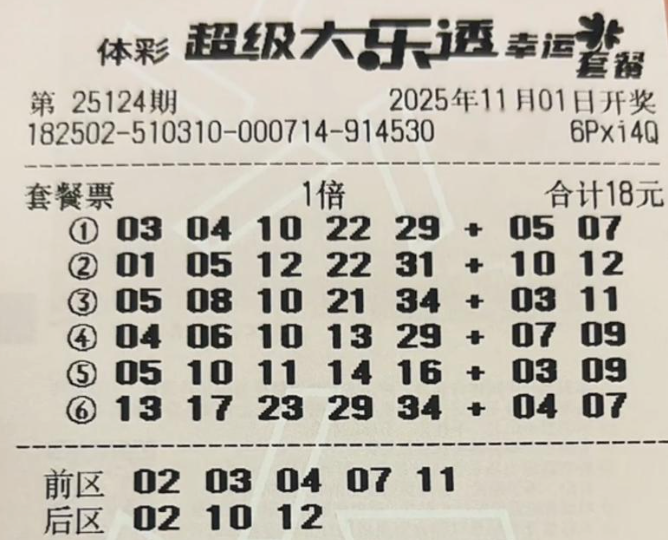 体彩 超级大乐透 幸运八套餐
第 25124期 2025年11月01日开奖
182502-510310-000714-914530 6Pxi4Q
套餐票 1倍 合计18元
① 03 04 10 22 29 + 05 07
② 01 05 12 22 31 + 10 12
③ 05 08 10 21 34 + 03 11
④ 04 06 10 13 29 + 07 09
⑤ 05 10 11 14 16 + 03 09
⑥ 13 17 23 29 34 + 04 07
前区 02 03 04 07 11
后区 02 10 12